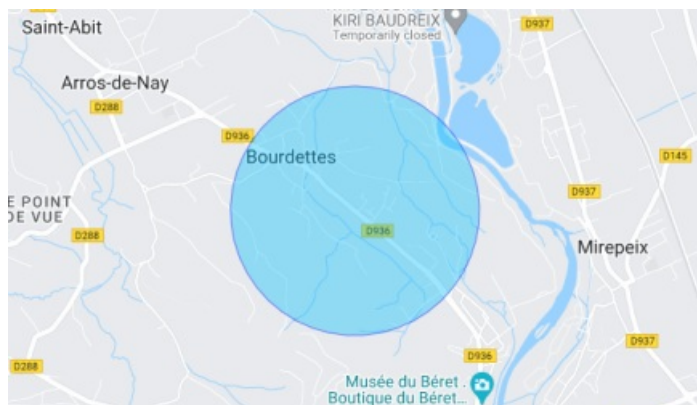 KIRI BAUDREIX
Temporarily closed
D937
Saint-Abit
Arros-de-Nay
D288
D936
Bourdettes
D145
E POINT
DE VUE
D937
D288
D936
Mirepeix
D937
D936
D288
Musée du Béret .
Boutique du Béret...